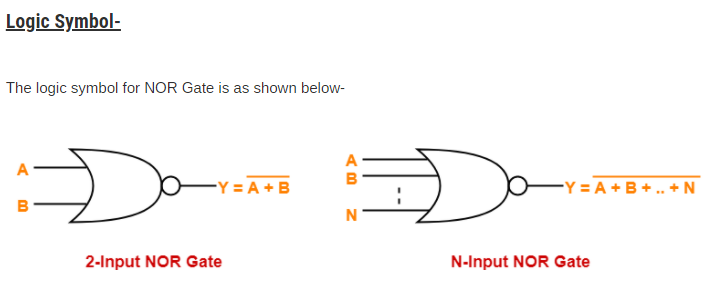 Logic Symbol-
The logic symbol for NOR Gate is as shown below-
A
B
Y = A + B
2-Input NOR Gate
A
B
N
Y = A + B + .. + N
N-Input NOR Gate